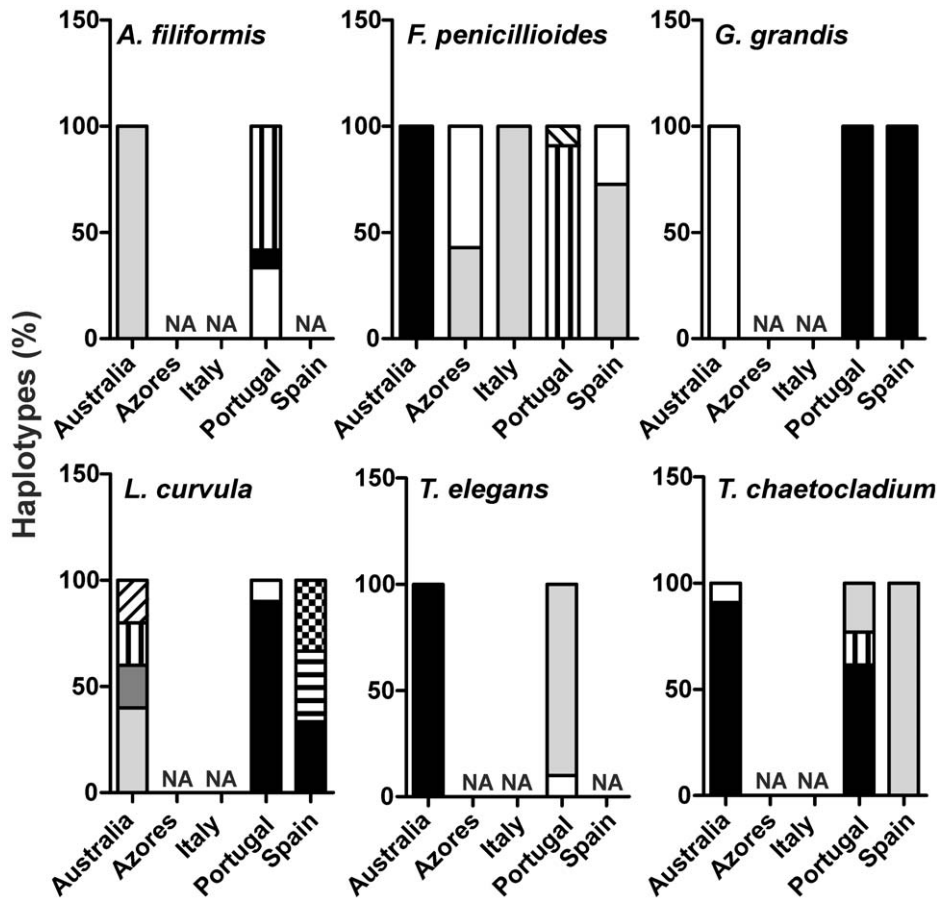 Haplotypes (%)
A. filiformis
150
100
50
0
NA NA NA
Australia Azores Italy Portugal Spain
F. penicillioides
150
100
50
0
Australia Azores Italy Portugal Spain
G. grandis
150
100
50
0
NA NA
Australia Azores Italy Portugal Spain
L. curvula
150
100
50
0
NA NA
Australia Azores Italy Portugal Spain
T. elegans
150
100
50
0
NA NA NA
Australia Azores Italy Portugal Spain
T. chaetocladium
150
100
50
0
NA NA
Australia Azores Italy Portugal Spain